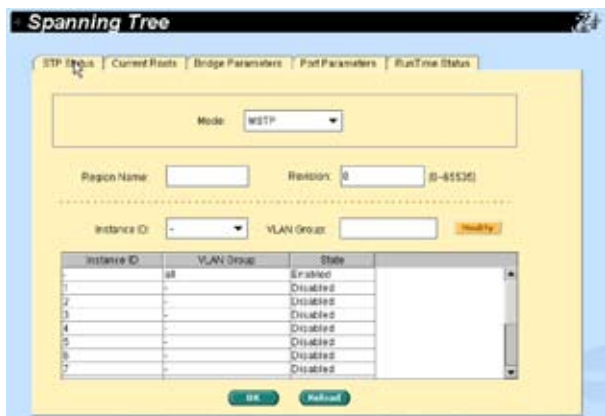 Spanning Tree
STP Status Current Roots Bridge Parameters Port Parameters RunTime Status
Mode: MSTP
Region Name: Revision: 0 (0~65535)
Instance ID: - VLAN Group: Modify
Instance ID VLAN Group State
- all Enabled
1 - Disabled
2 - Disabled
3 - Disabled
4 - Disabled
5 - Disabled
6 - Disabled
7 - Disabled
OK Reload